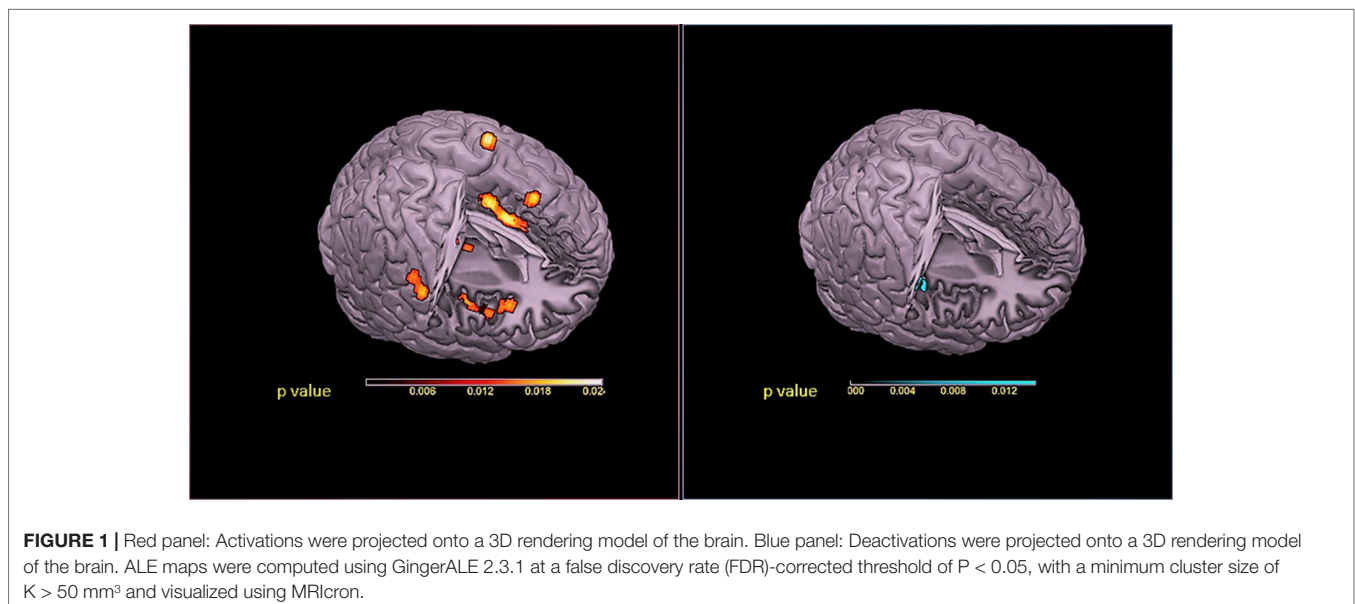 p value
0.006 0.012 0.018 0.02
p value
000 0.004 0.008 0.012
FIGURE 1 | Red panel: Activations were projected onto a 3D rendering model of the brain. Blue panel: Deactivations were projected onto a 3D rendering model
of the brain. ALE maps were computed using GingerALE 2.3.1 at a false discovery rate (FDR)-corrected threshold of P < 0.05, with a minimum cluster size of
K > 50 mm³ and visualized using MRIcron.